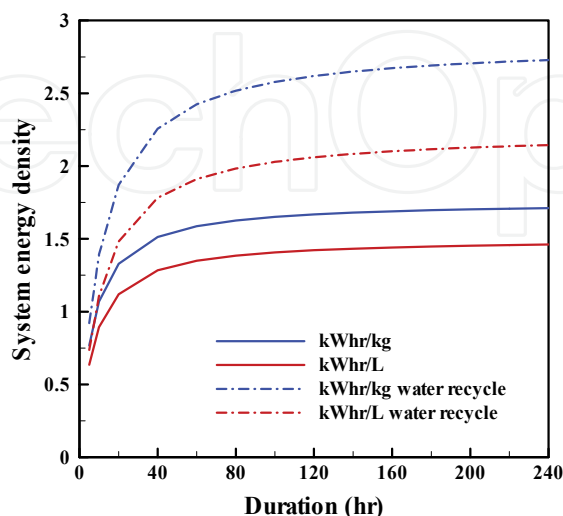 3
2.5
2
1.5
1
0.5
0
System energy density
kWhr/kg
kWhr/L
kWhr/kg water recycle
kWhr/L water recycle
0 40 80 120 160 200 240
Duration (hr)